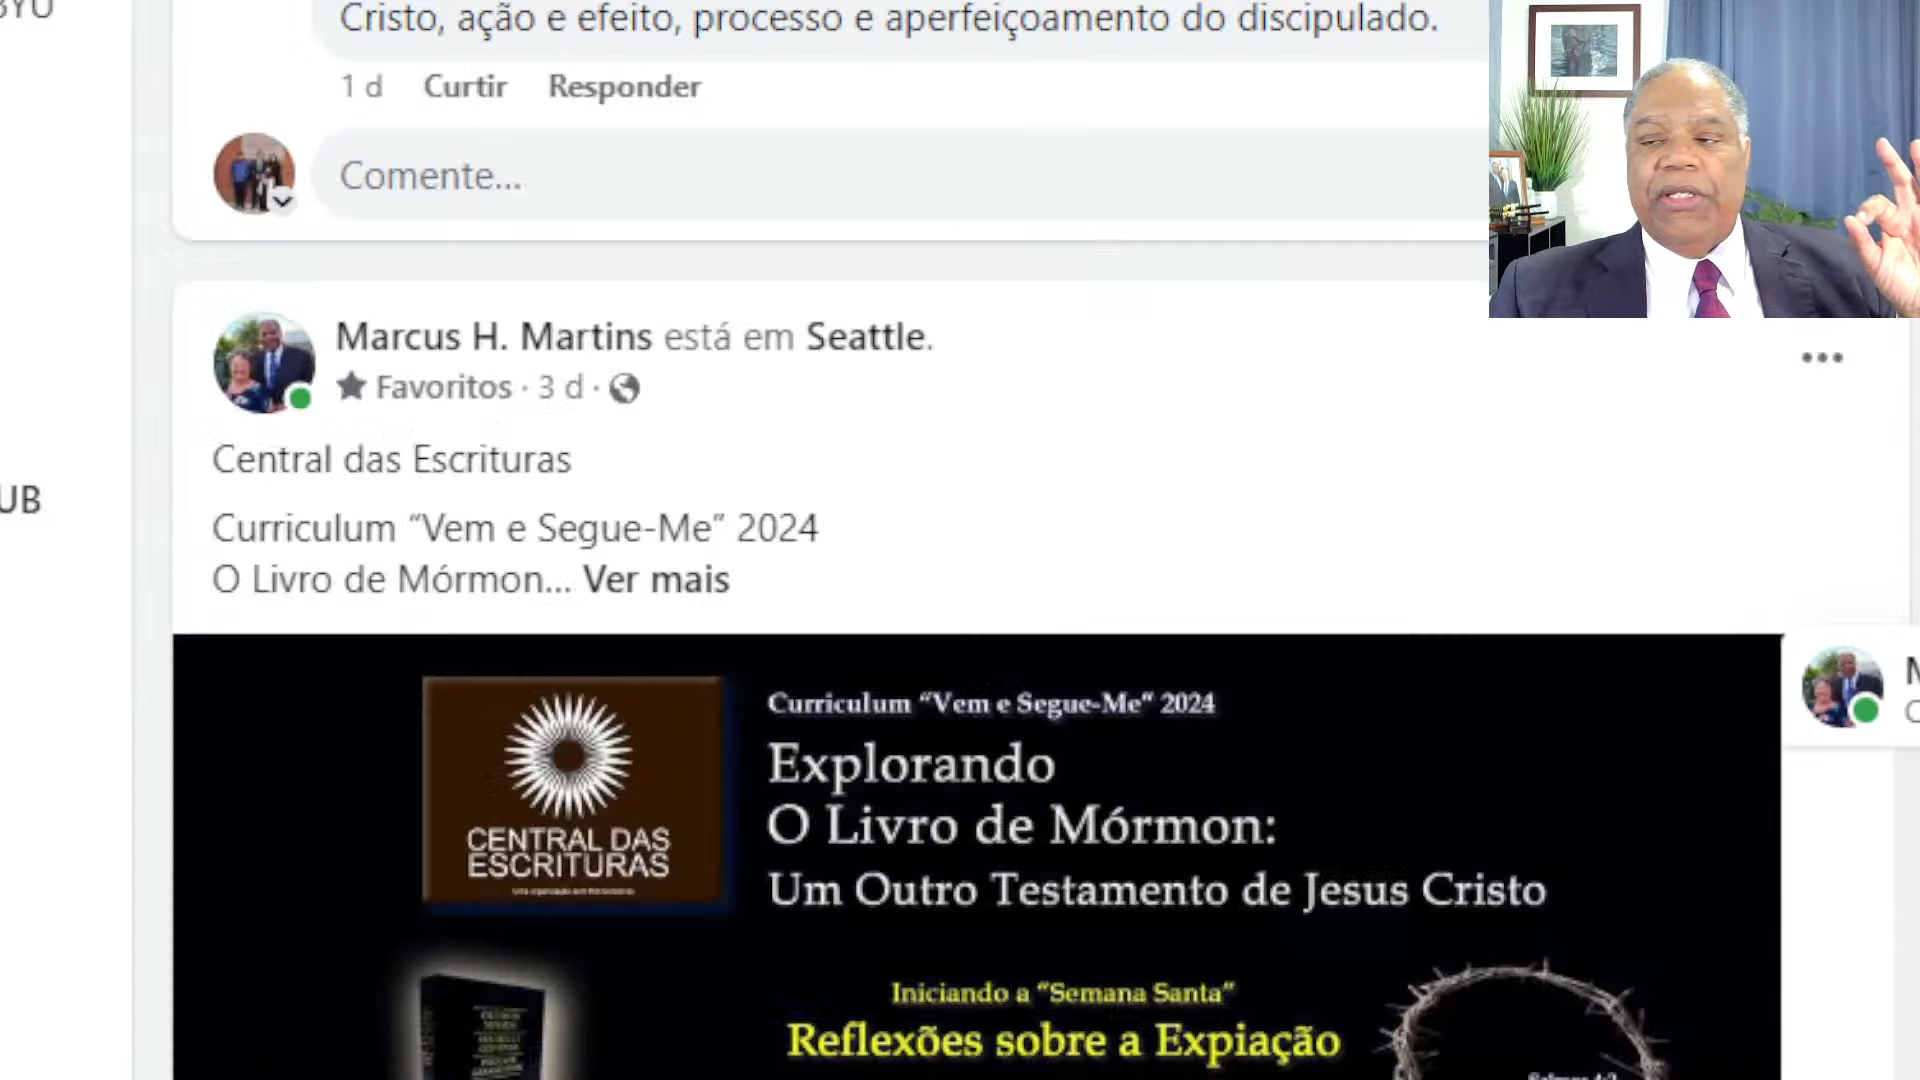 Cristo, ação e efeito, processo e aperfeiçoamento do discipulado.
1 d Curtir Responder
Comente...
Marcus H. Martins está em Seattle.
Favoritos · 3 d ·
Central das Escrituras
UB
Curriculum “Vem e Segue-Me” 2024
O Livro de Mórmon... Ver mais
Curriculum “Vem e Segue-Me” 2024
Explorando
O Livro de Mórmon:
Um Outro Testamento de Jesus Cristo
CENTRAL DAS
ESCRITURAS
Iniciando a “Semana Santa”
Reflexões sobre a Expiação